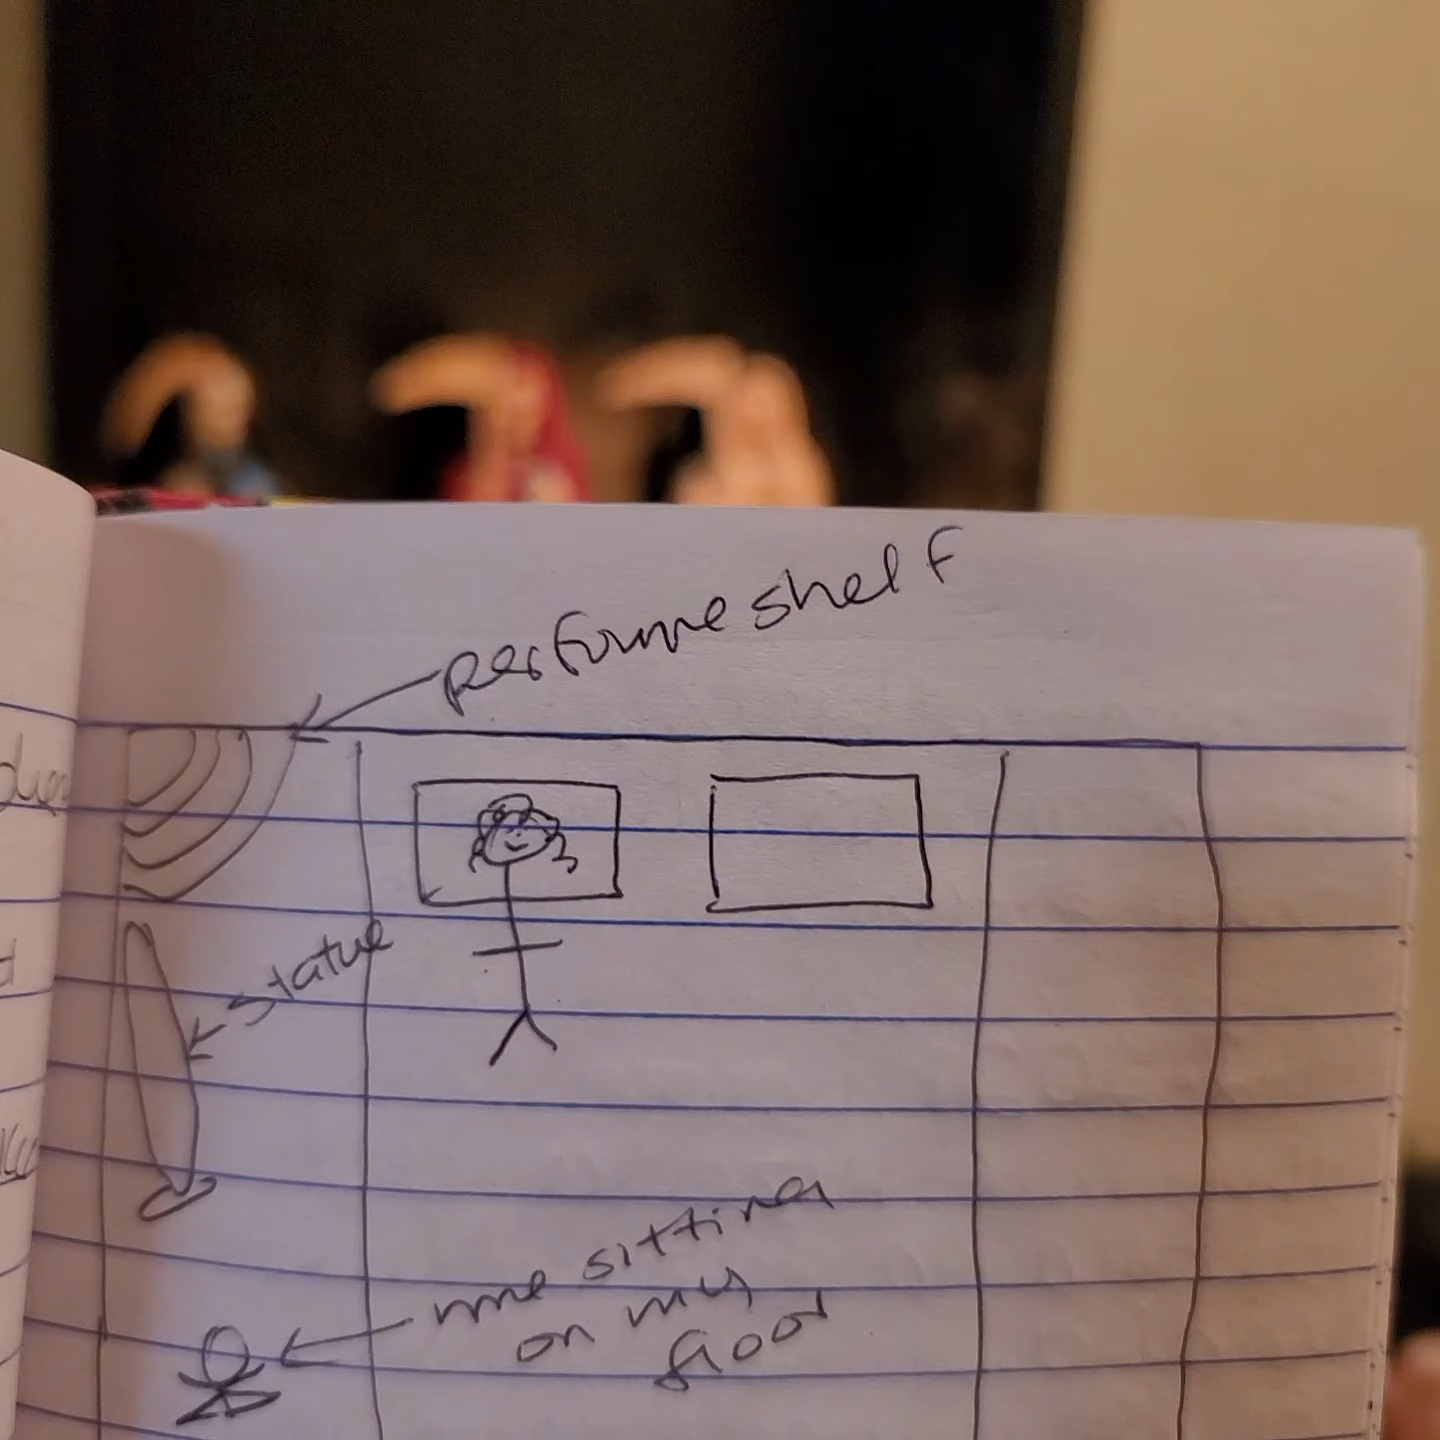 perfume shelf
statue
me sitting
on my
floor